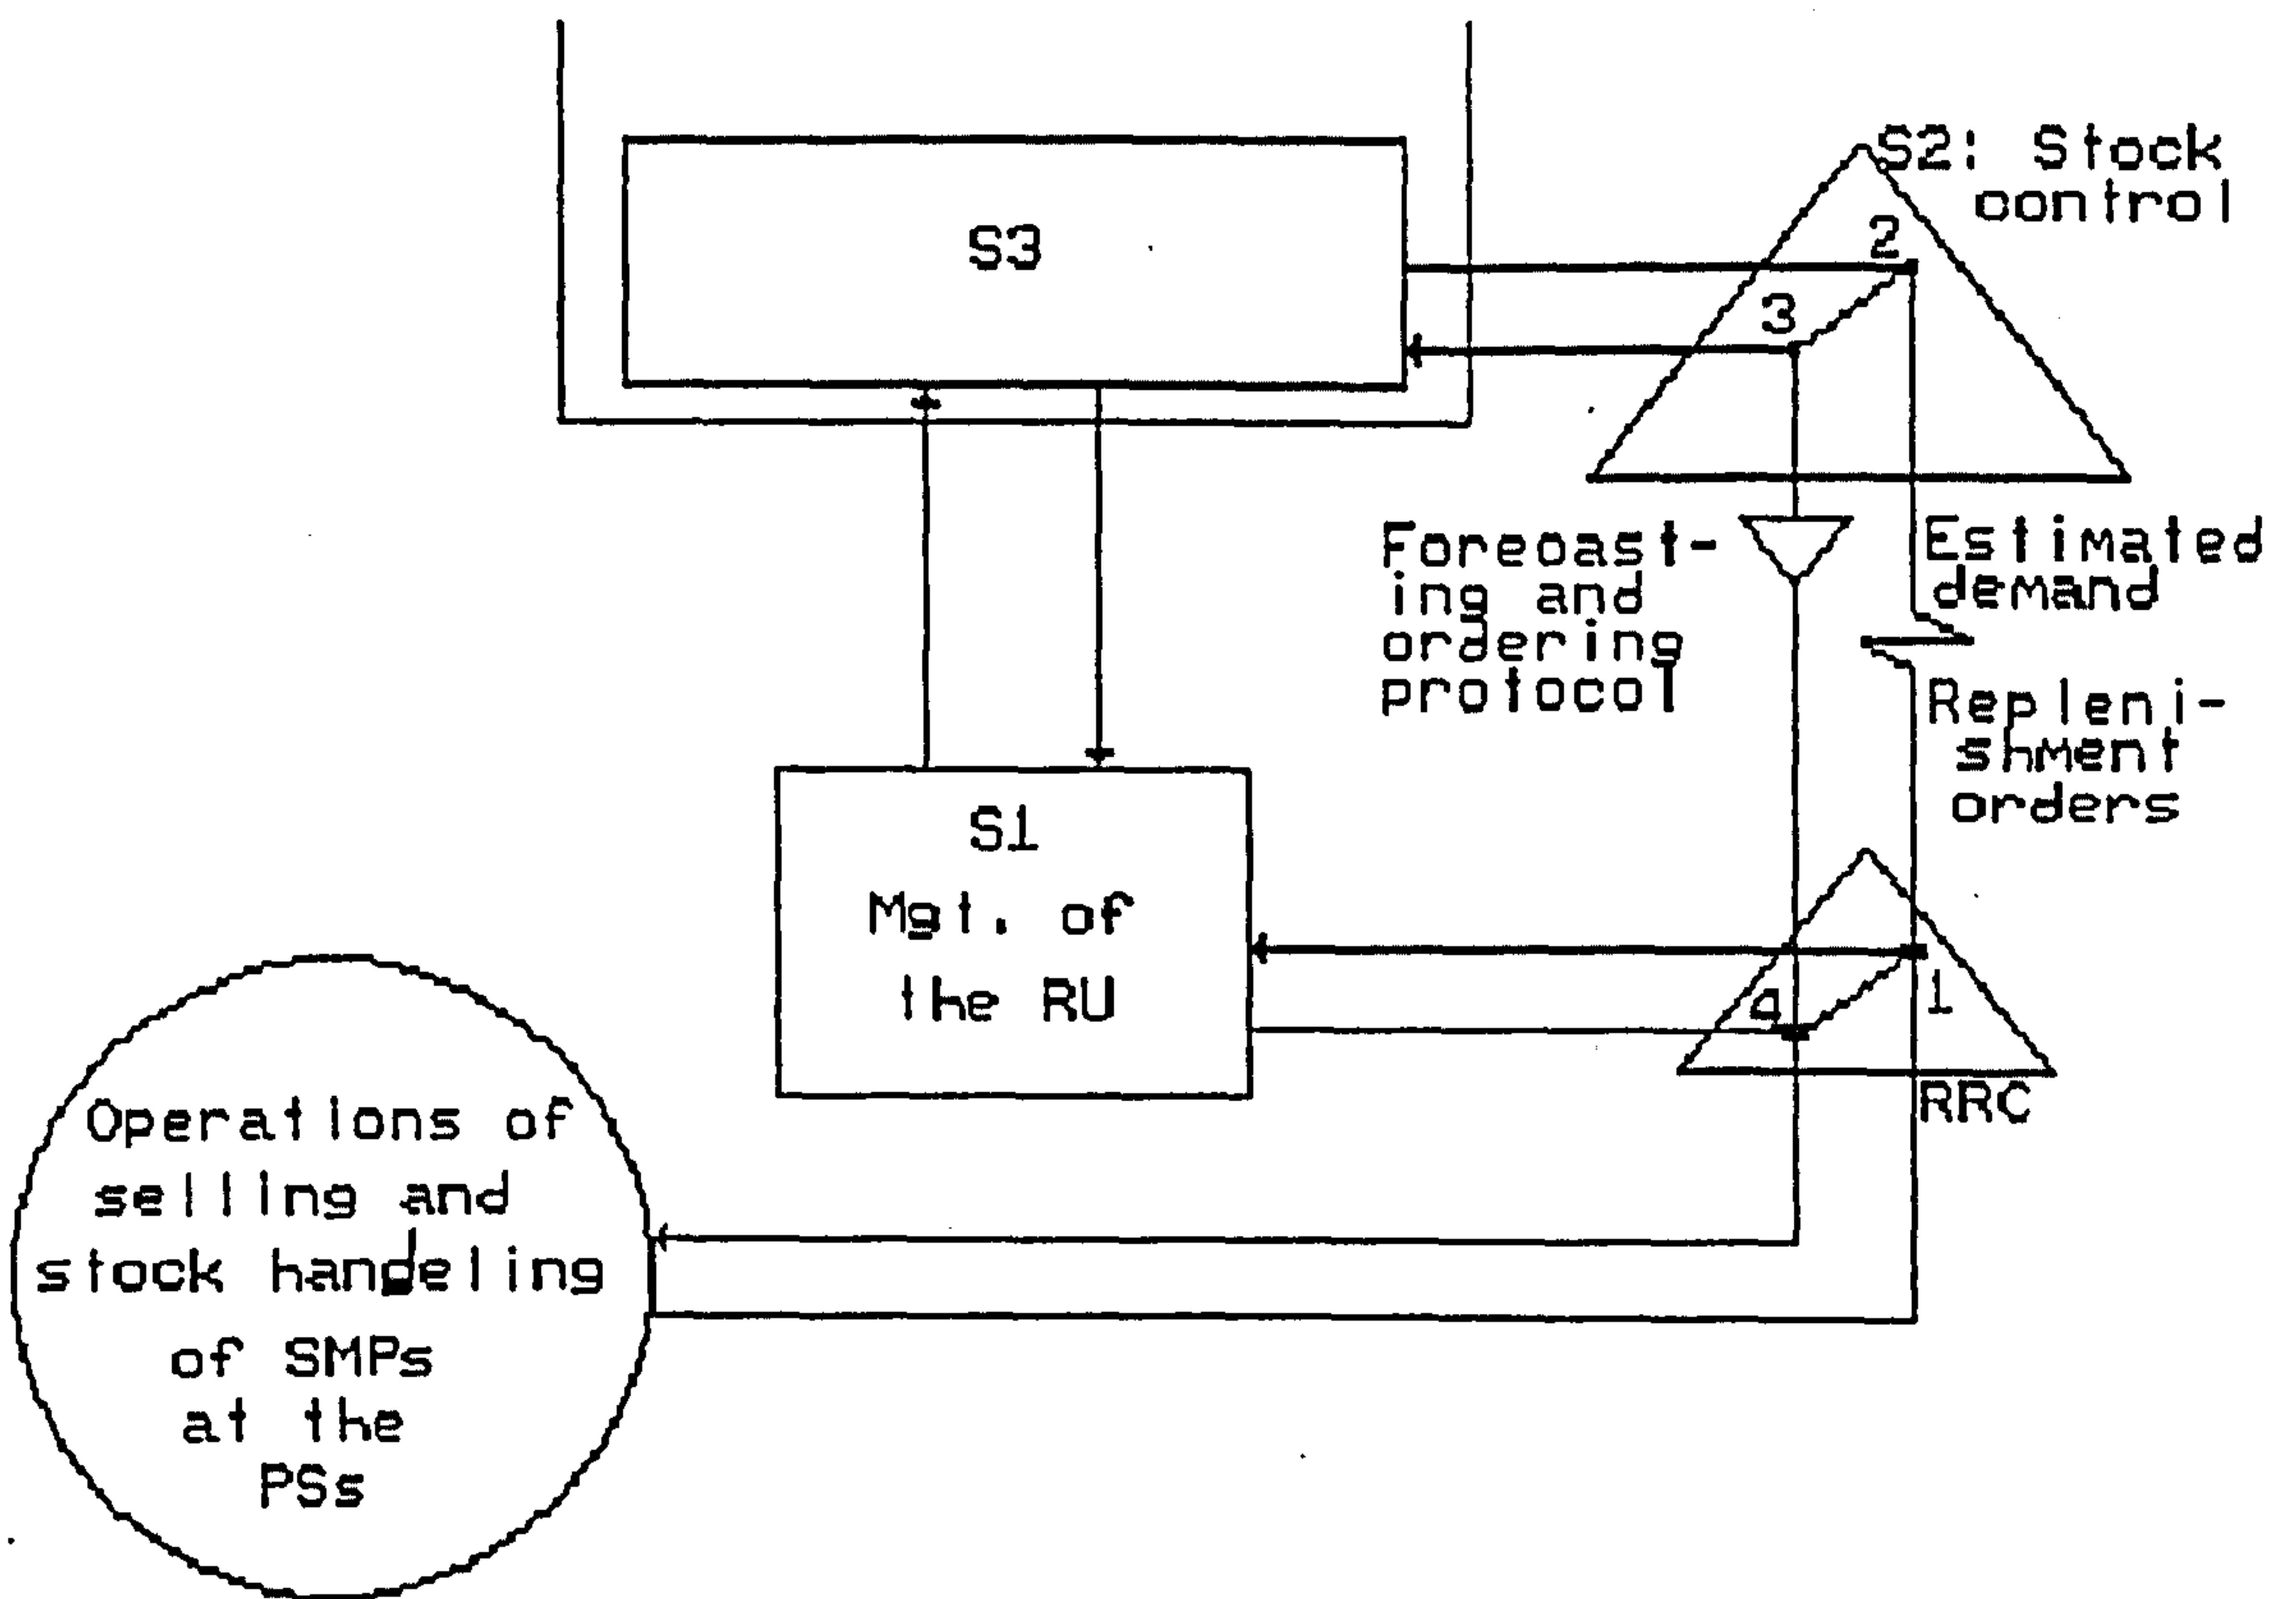 S2: Stock
control
S3
2
3
Forecast-
ing and
ordering
protocol
Estimated
demand
Repleni-
shment
orders
S1
Mgt. of
the RU
4
1
RRC
Operations of
selling and
stock handeling
of SMPs
at the
PSs